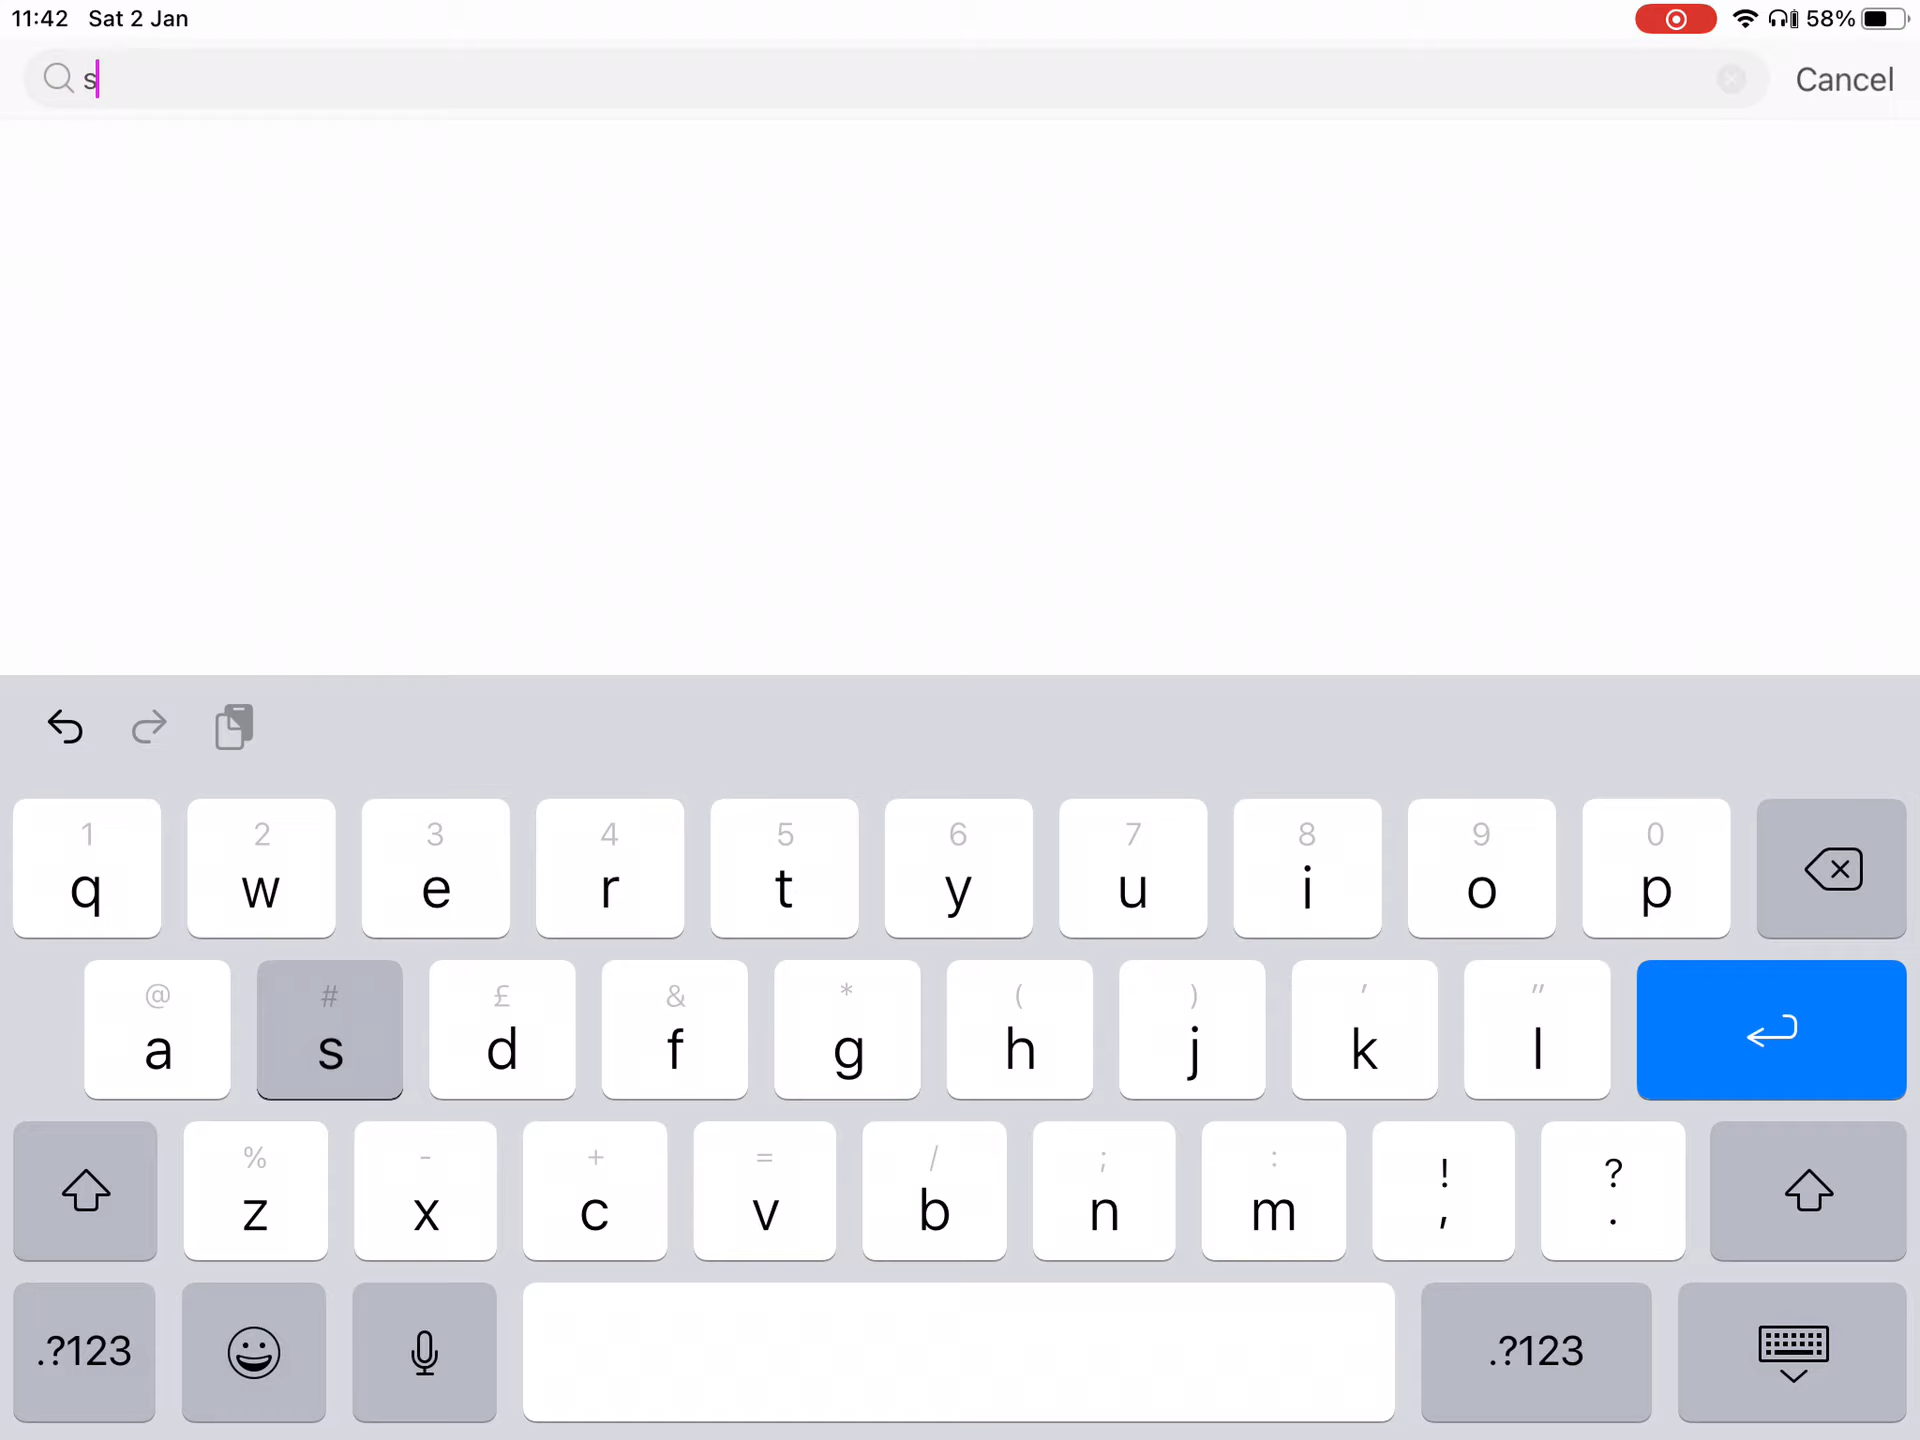 11:42 Sat 2 Jan 58%
s Cancel
1 2 3 4 5 6 7 8 9 0
q w e r t y u i o p
@ # £ & * ( ) ' "
a s d f g h j k l
% - + = / ; : ! ?
z x c v b n m , .
.?123 .?123